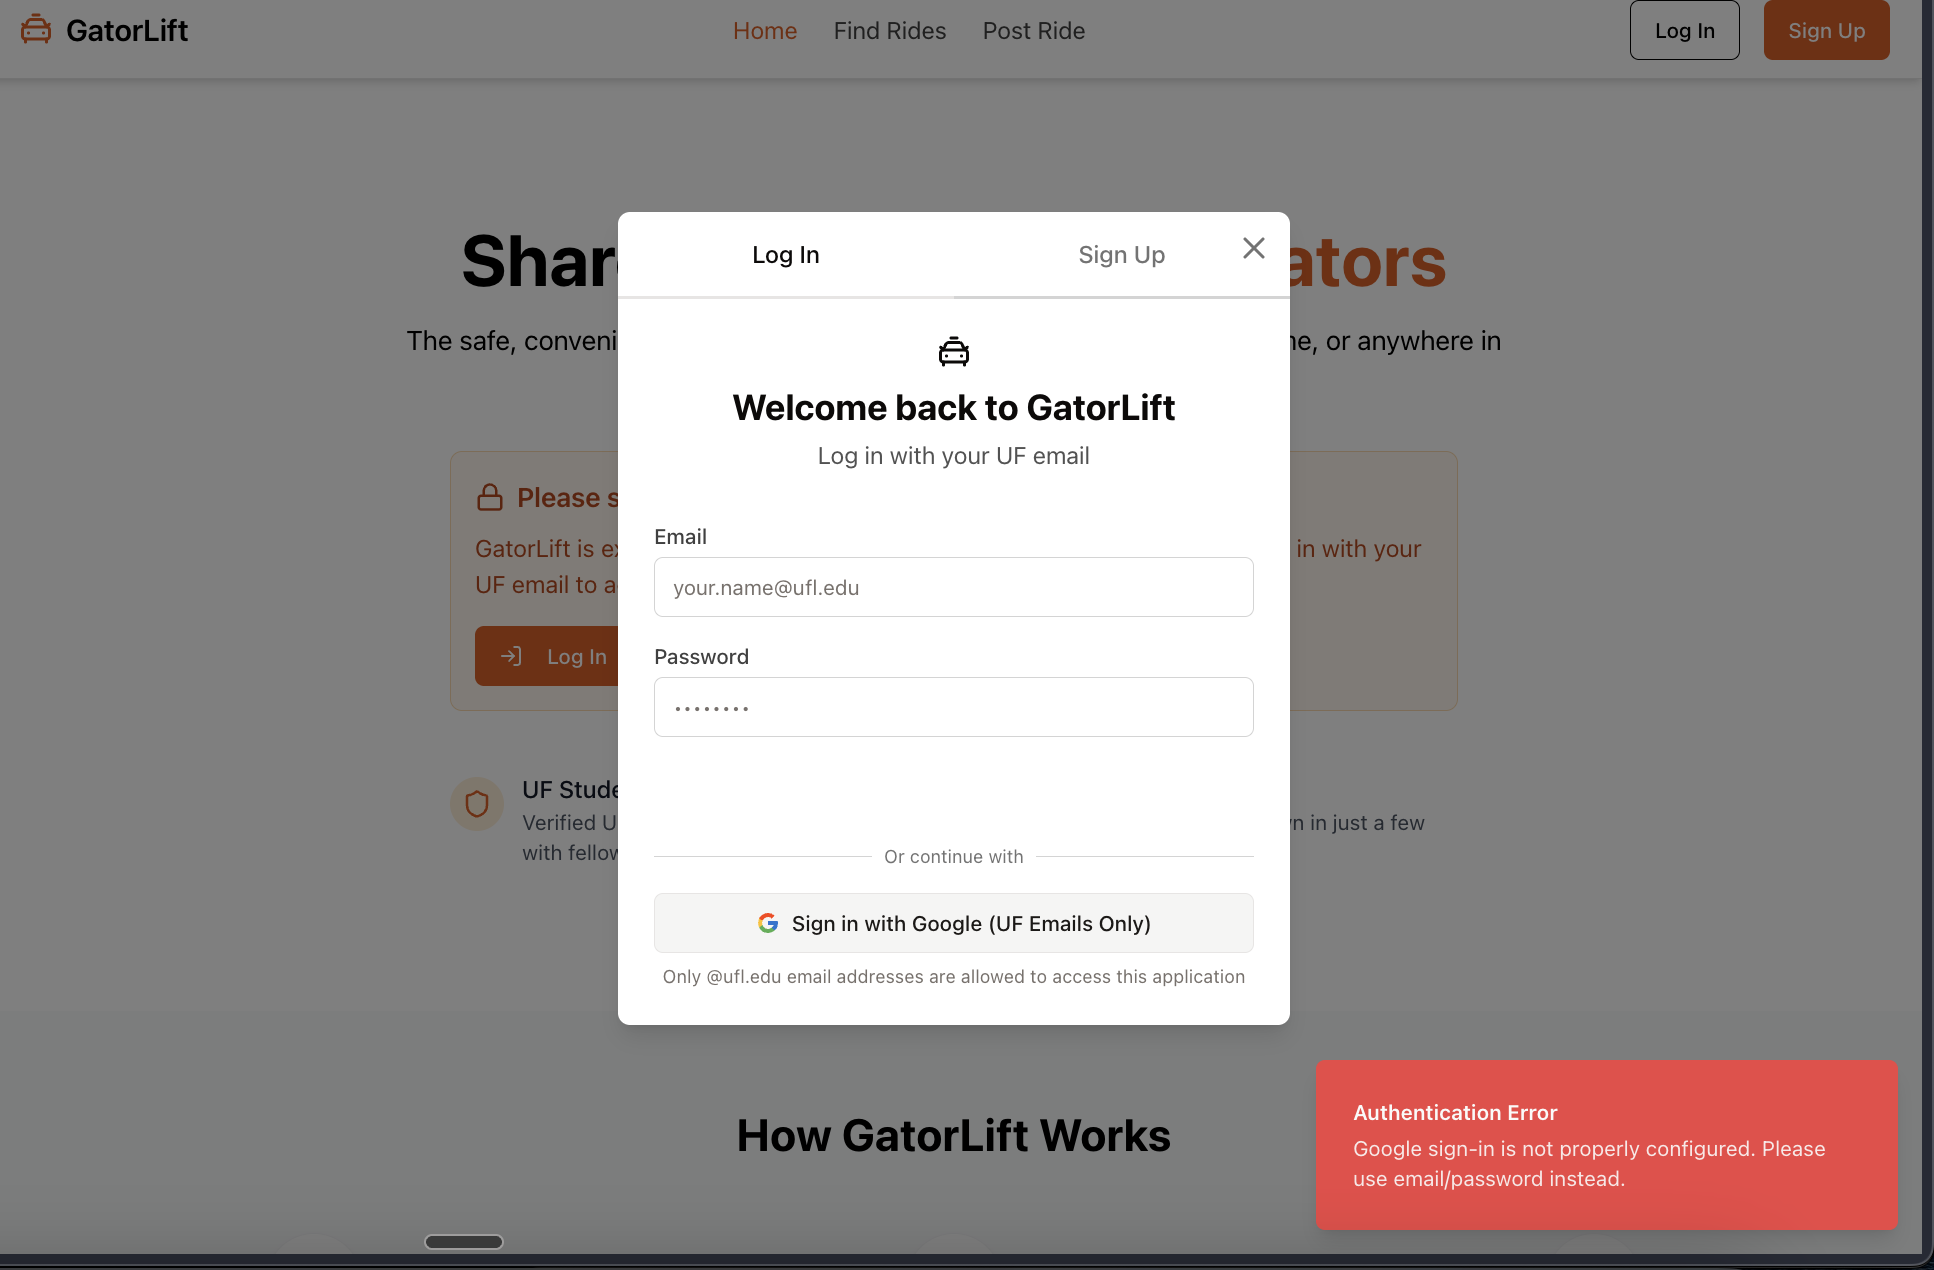 GatorLift
Home Find Rides Post Ride
Log In Sign Up
Shar ators
The safe, conveni e, or anywhere in
Please s
GatorLift is e in with your
UF email to a
Log In
UF Stude
Verified U n in just a few
with fellow
Log In Sign Up
Welcome back to GatorLift
Log in with your UF email
Email
your.name@ufl.edu
Password
••••••••
Or continue with
Sign in with Google (UF Emails Only)
Only @ufl.edu email addresses are allowed to access this application
How GatorLift Works
Authentication Error
Google sign-in is not properly configured. Please
use email/password instead.